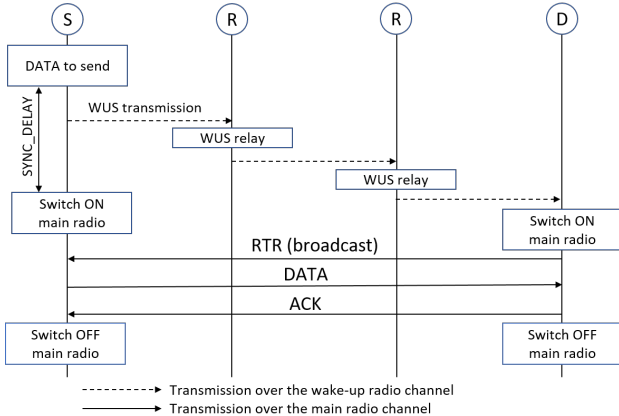 S R R D
DATA to send
SYNC_DELAY
WUS transmission
WUS relay
WUS relay
Switch ON
main radio
Switch ON
main radio
RTR (broadcast)
DATA
ACK
Switch OFF
main radio
Switch OFF
main radio
Transmission over the wake-up radio channel
Transmission over the main radio channel